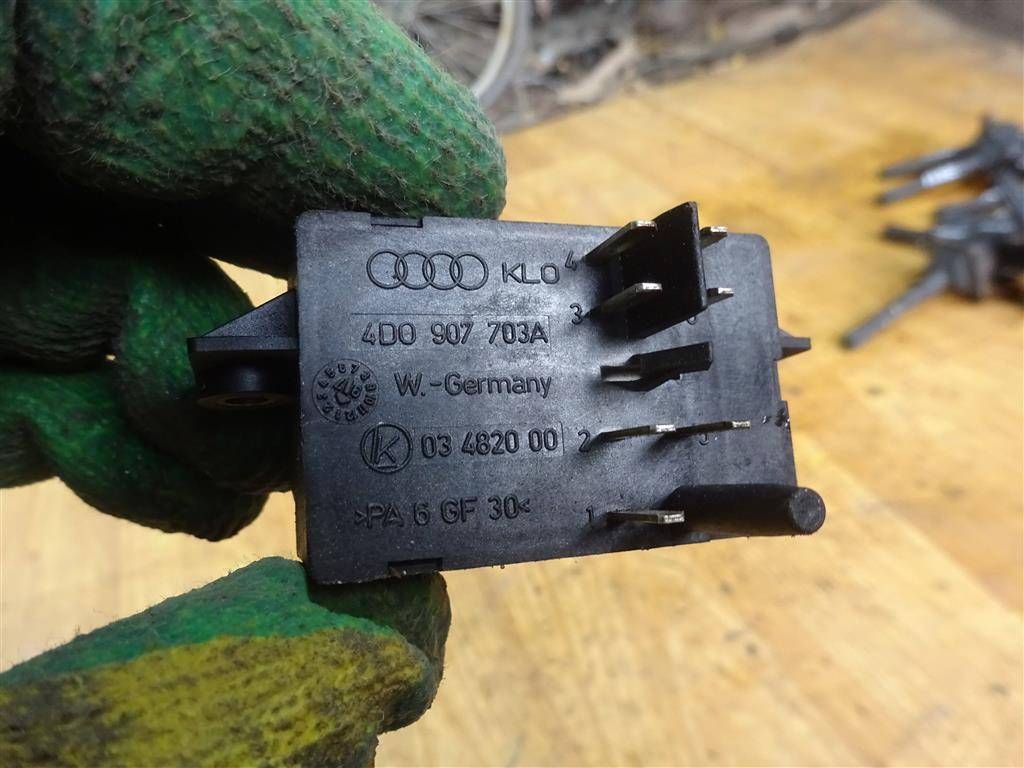 KLO
4D0 907 703A
W.-Germany
k 03 4820 00
>PA 6 GF 30<
4
3
2
1